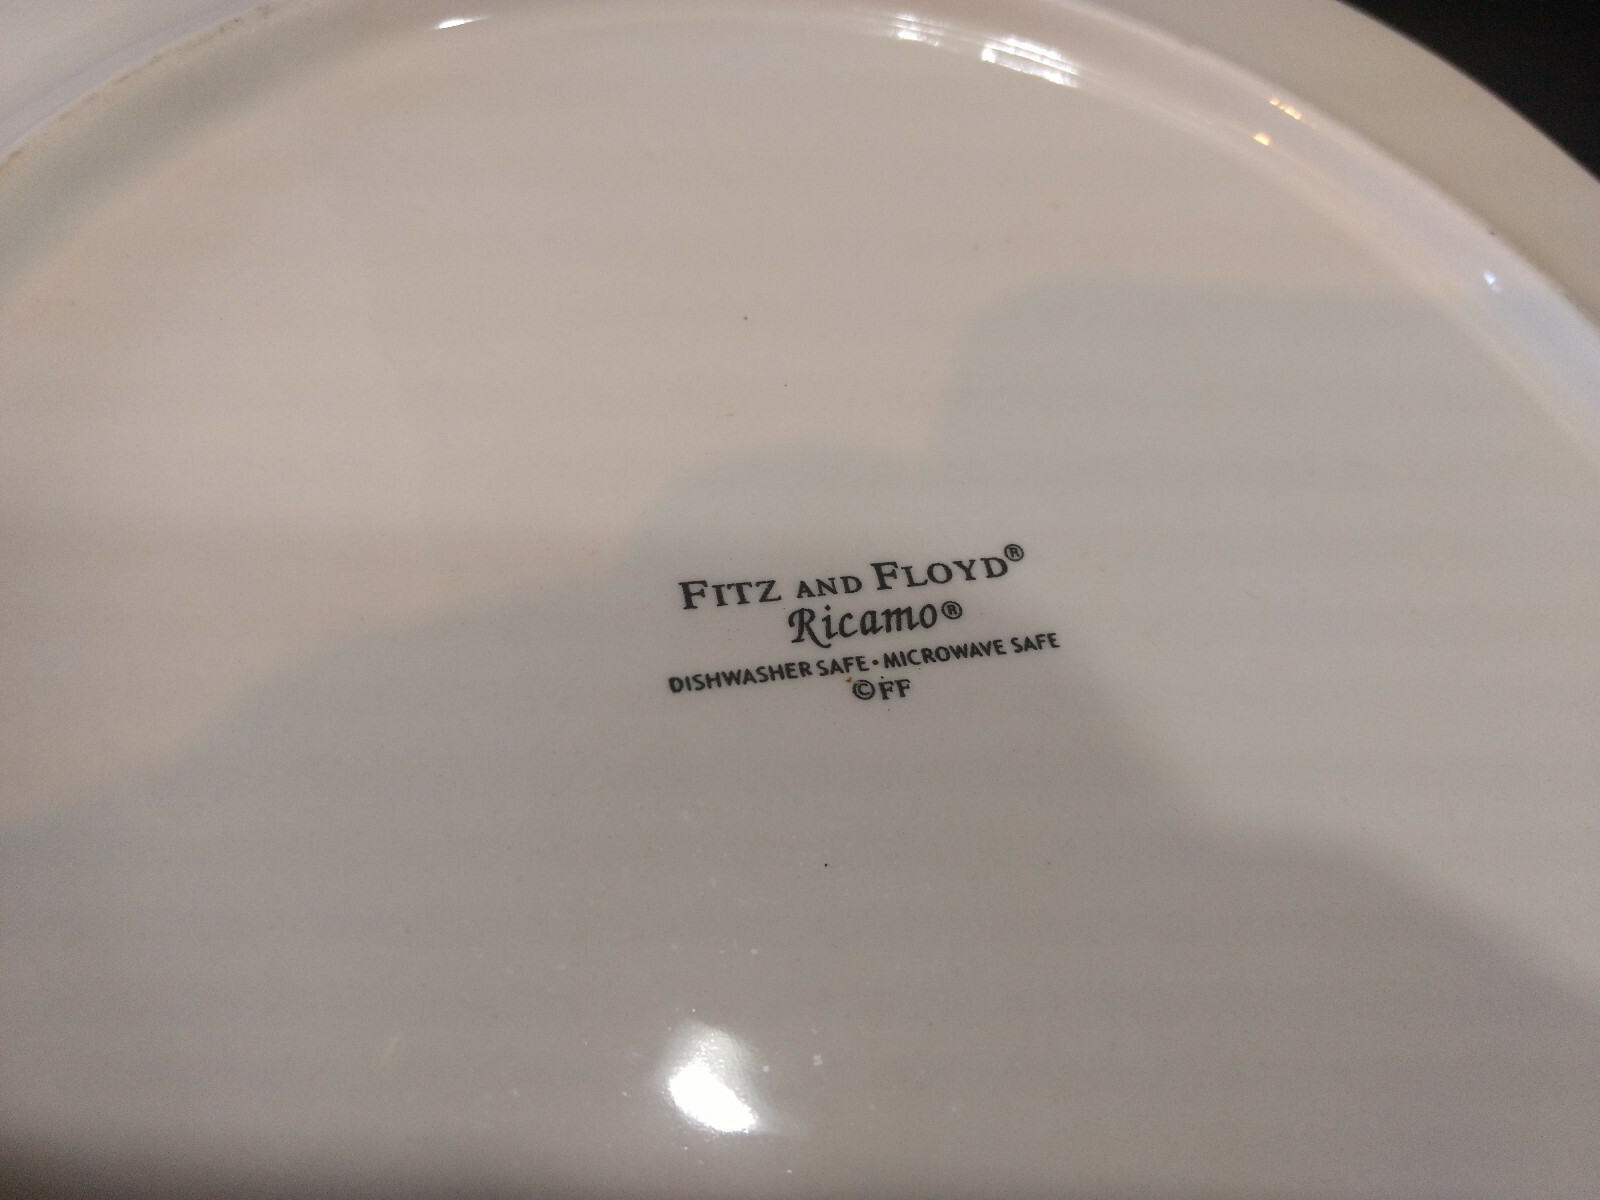 FITZ AND FLOYD®
Ricamo®
DISHWASHER SAFE • MICROWAVE SAFE
©FF